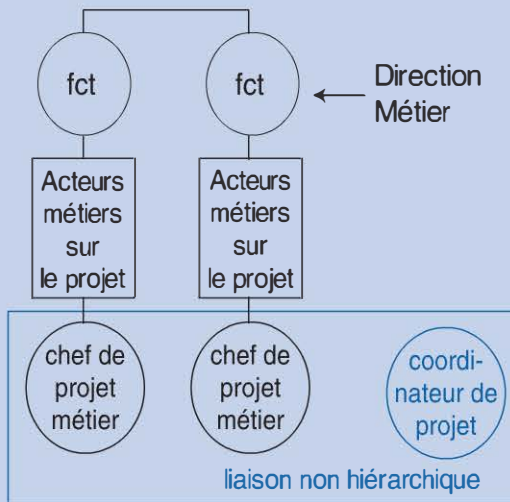 fct
fct
Direction
Métier
Acteurs
métiers
sur
le projet
Acteurs
métiers
sur
le projet
chef de
projet
métier
chef de
projet
métier
coordi-
nateur de
projet
liaison non hiérarchique